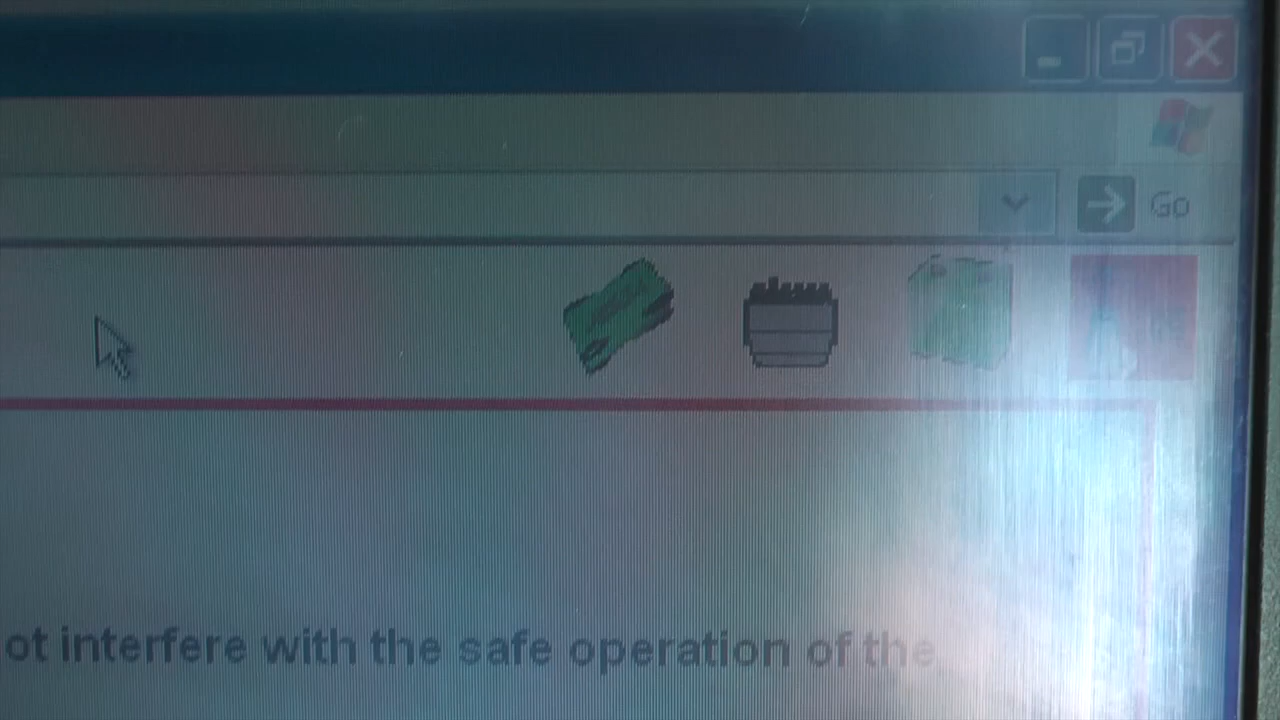 Go
ot interfere with the safe operation of the